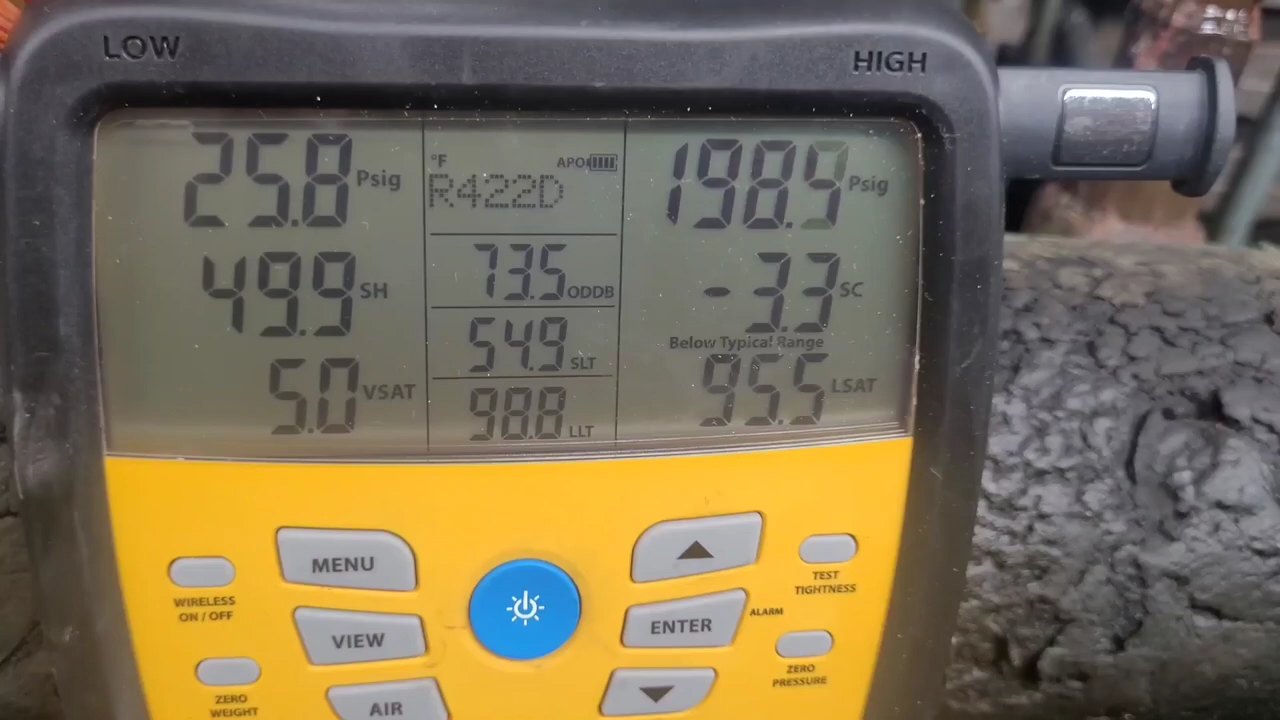 LOW
HIGH
25.8 Psig
°F APO
R422D
198.9 Psig
49.9 SH
73.5 ODDB
-3.3 SC
Below Typical Range
54.9 SLT
5.0 VSAT
98.8 LLT
95.5 LSAT
MENU
WIRELESS
ON / OFF
VIEW
ZERO
WEIGHT
AIR
TEST
TIGHTNESS
ENTER
ALARM
ZERO
PRESSURE